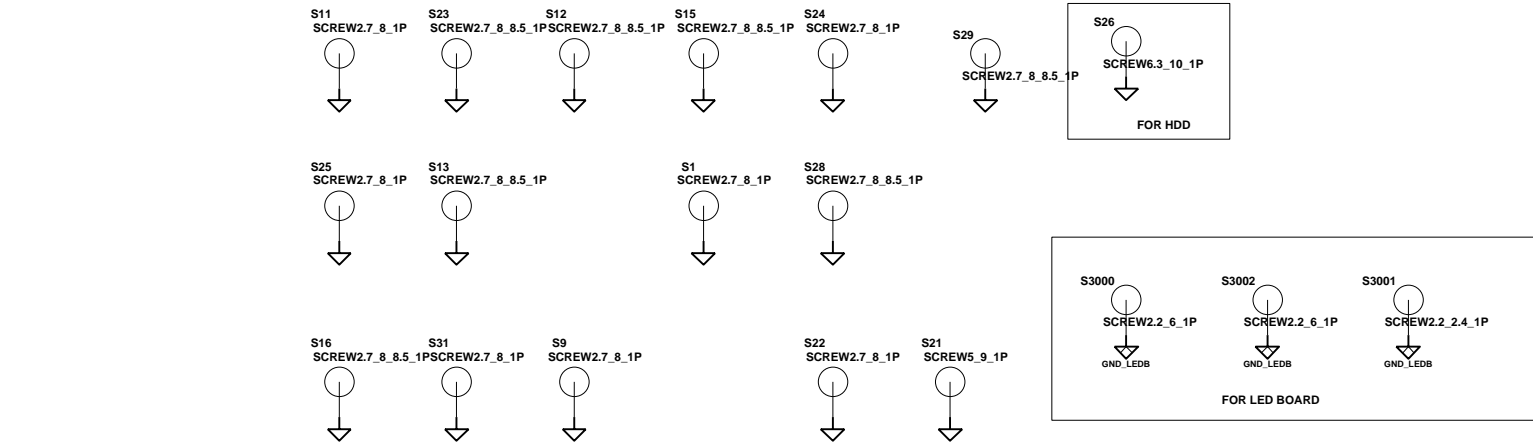 S11
SCREW2.7_8_1P
S23
SCREW2.7_8_8.5_1P
S12
SCREW2.7_8_8.5_1P
S15
SCREW2.7_8_8.5_1P
S24
SCREW2.7_8_1P
S29
SCREW2.7_8_8.5_1P
S26
SCREW6.3_10_1P
FOR HDD
S25
SCREW2.7_8_1P
S13
SCREW2.7_8_8.5_1P
S1
SCREW2.7_8_1P
S28
SCREW2.7_8_8.5_1P
S3000
SCREW2.2_6_1P
GND_LEDB
S3002
SCREW2.2_6_1P
GND_LEDB
S3001
SCREW2.2_2.4_1P
GND_LEDB
FOR LED BOARD
S16
SCREW2.7_8_8.5_1P
S31
SCREW2.7_8_1P
S9
SCREW2.7_8_1P
S22
SCREW2.7_8_1P
S21
SCREW5_9_1P